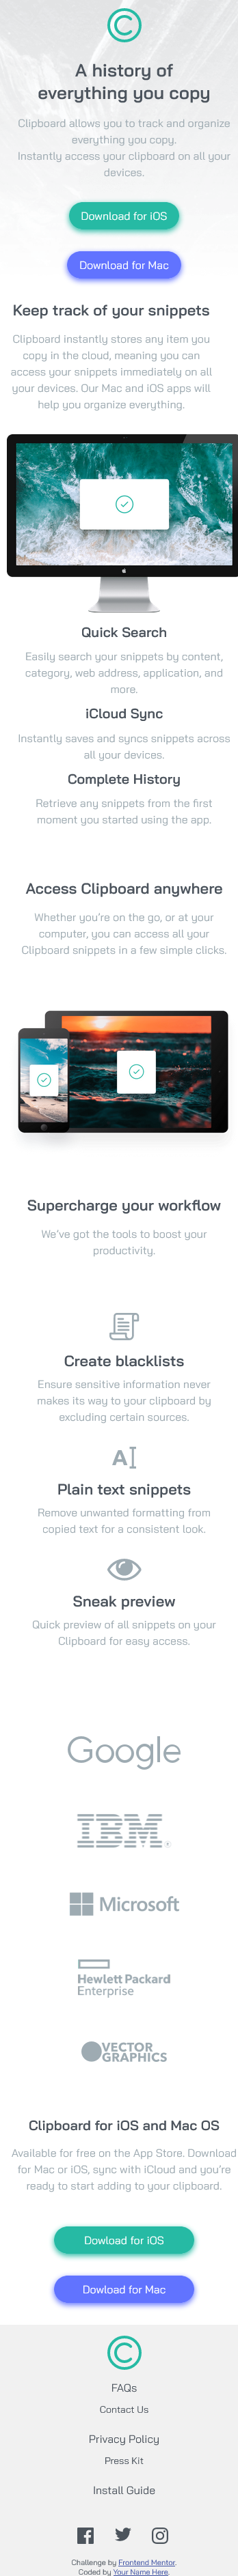 A history of
everything you copy
Clipboard allows you to track and organize
everything you copy.
Instantly access your clipboard on all your
devices.
Download for iOS
Download for Mac
Keep track of your snippets
Clipboard instantly stores any item you
copy in the cloud, meaning you can
access your snippets immediately on all
your devices. Our Mac and iOS apps will
help you organize everything.
Quick Search
Easily search your snippets by content,
category, web address, application, and
more.
iCloud Sync
Instantly saves and syncs snippets across
all your devices.
Complete History
Retrieve any snippets from the first
moment you started using the app.
Access Clipboard anywhere
Whether you're on the go, or at your
computer, you can access all your
Clipboard snippets in a few simple clicks.
Supercharge your workflow
We've got the tools to boost your
productivity.
Create blacklists
Ensure sensitive information never
makes its way to your clipboard by
excluding certain sources.
A
Plain text snippets
Remove unwanted formatting from
copied text for a consistent look.
Sneak preview
Quick preview of all snippets on your
Clipboard for easy access.
Google
IBM
Microsoft
Hewlett Packard
Enterprise
VECTOR
GRAPHICS
Clipboard for iOS and Mac OS
Available for free on the App Store. Download
for Mac or iOS, sync with iCloud and you're
ready to start adding to your clipboard.
Dowload for iOS
Dowload for Mac
FAQs
Contact Us
Privacy Policy
Press Kit
Install Guide
Challenge by Frontend Mentor.
Coded by Your Name Here.